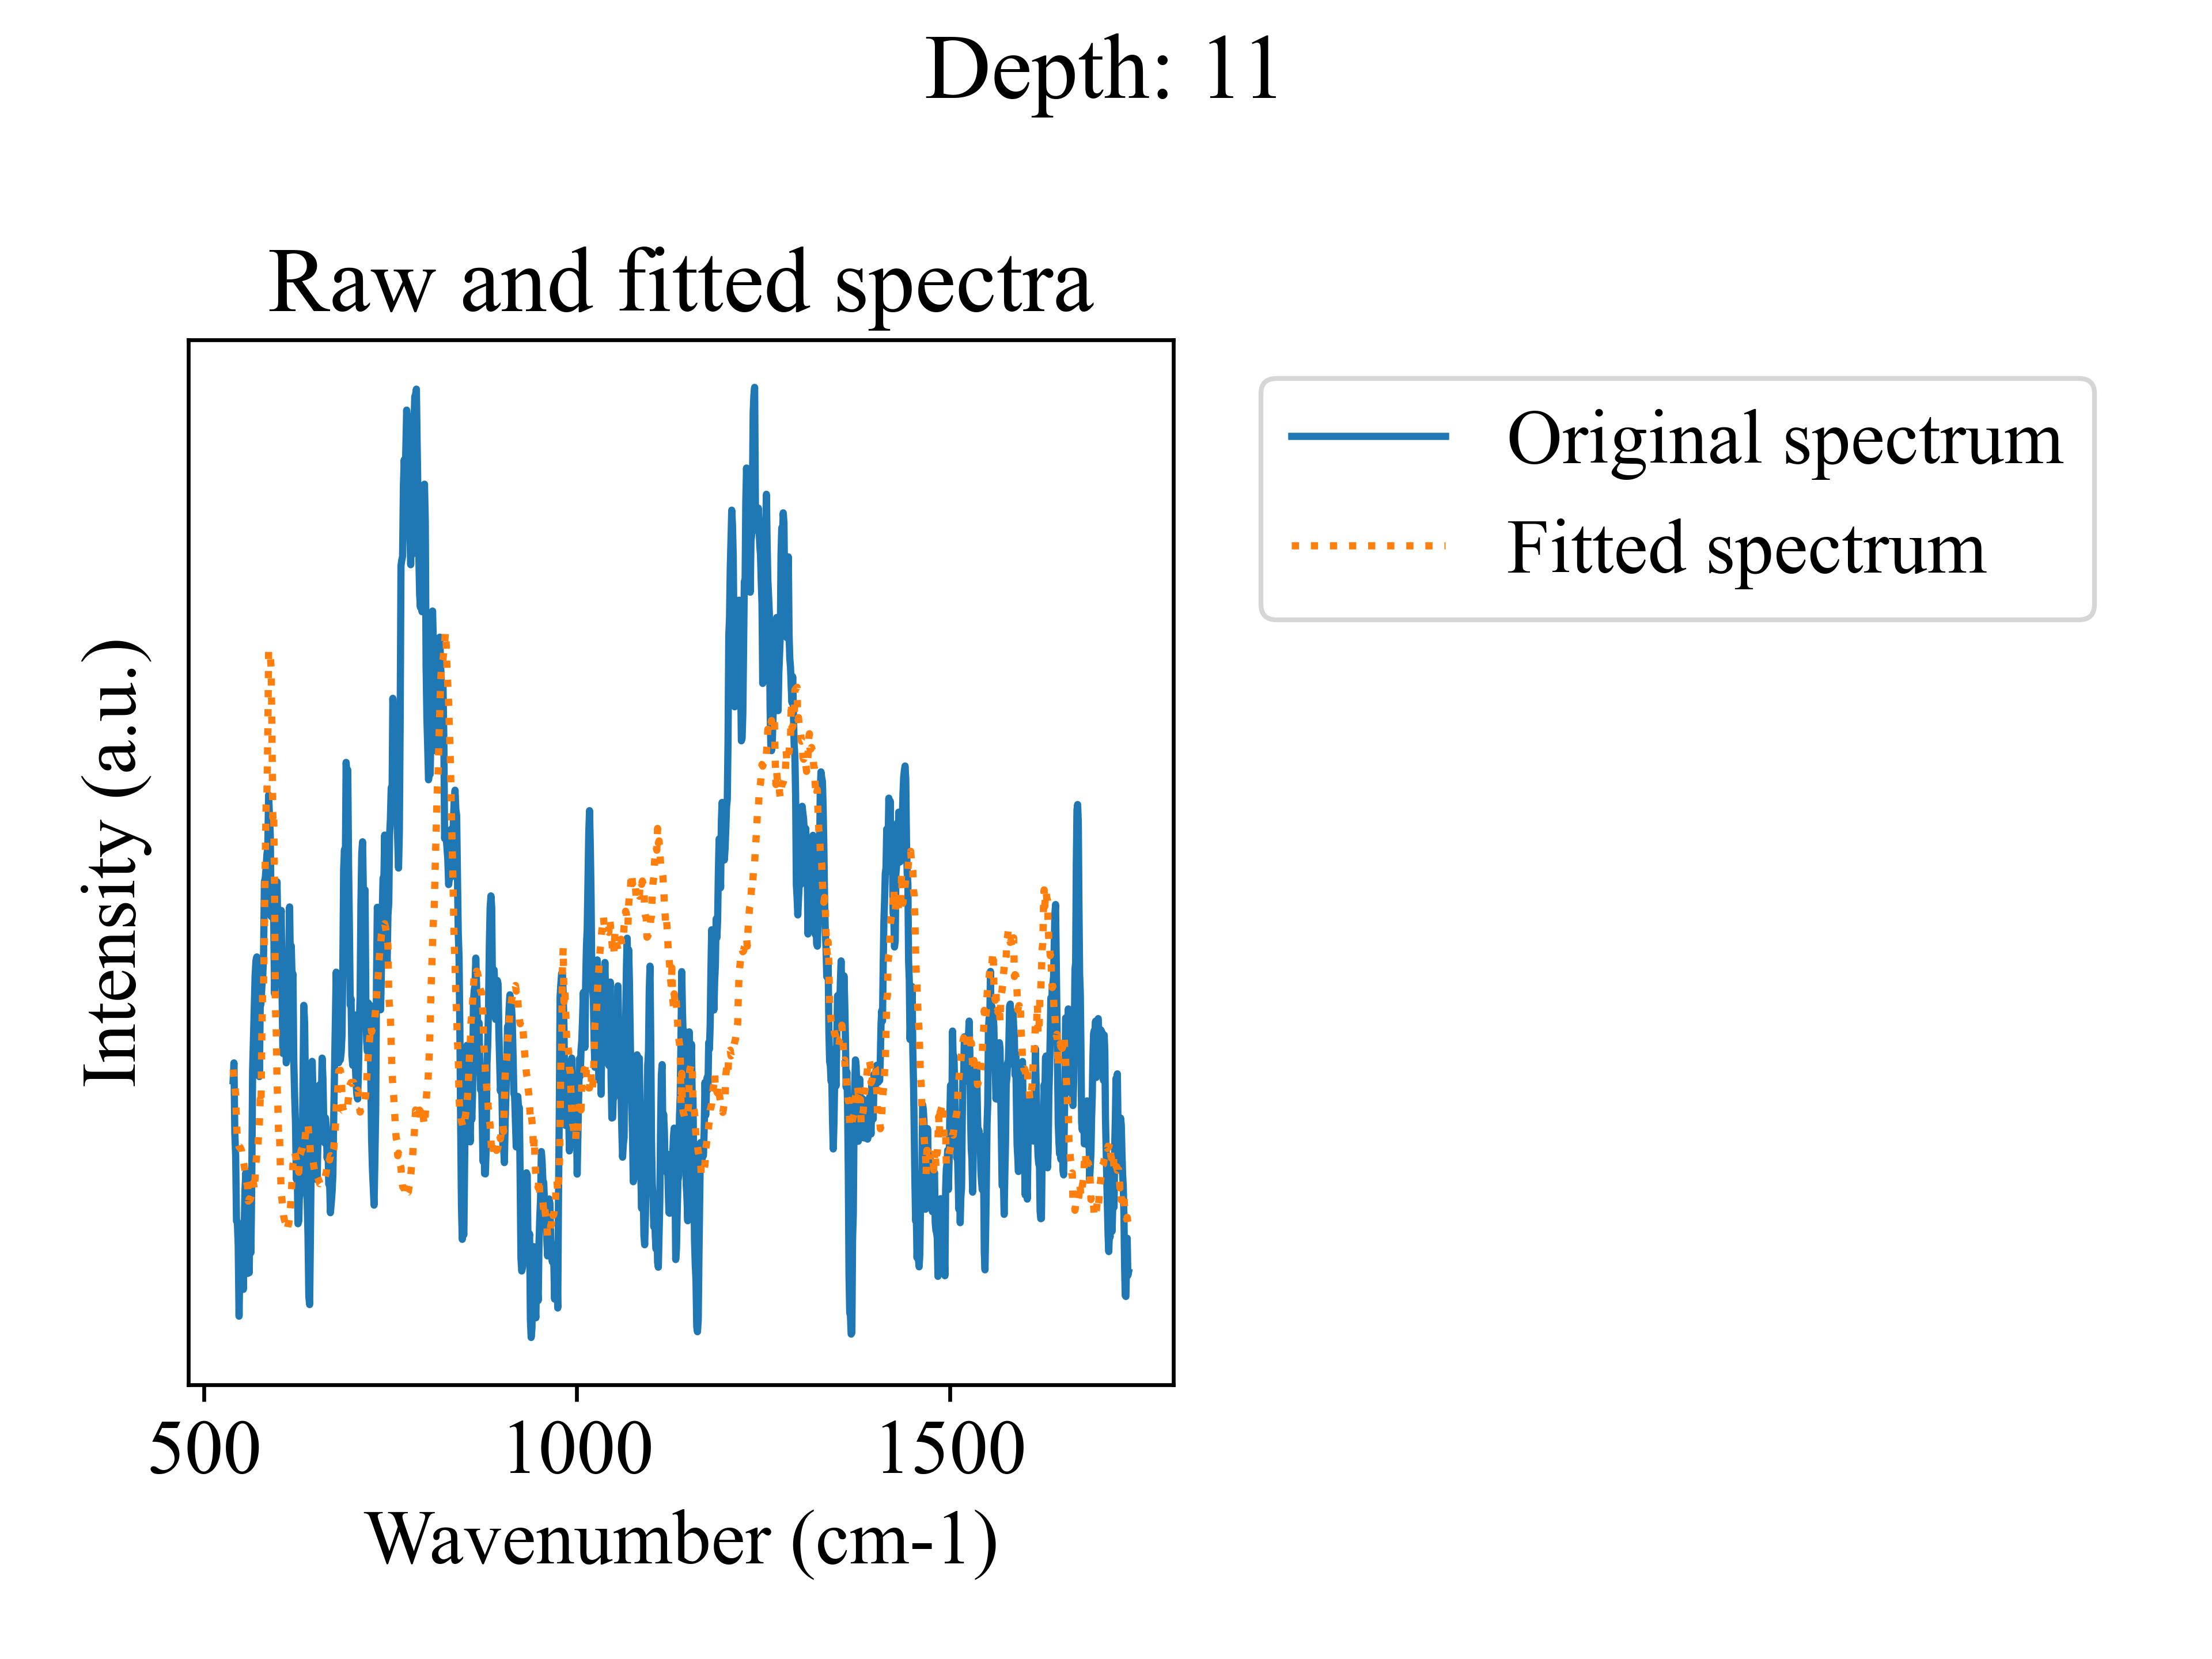 Depth: 11
Raw and fitted spectra
Original spectrum
Fitted spectrum
Intensity (a.u.)
500 1000 1500
Wavenumber (cm-1)